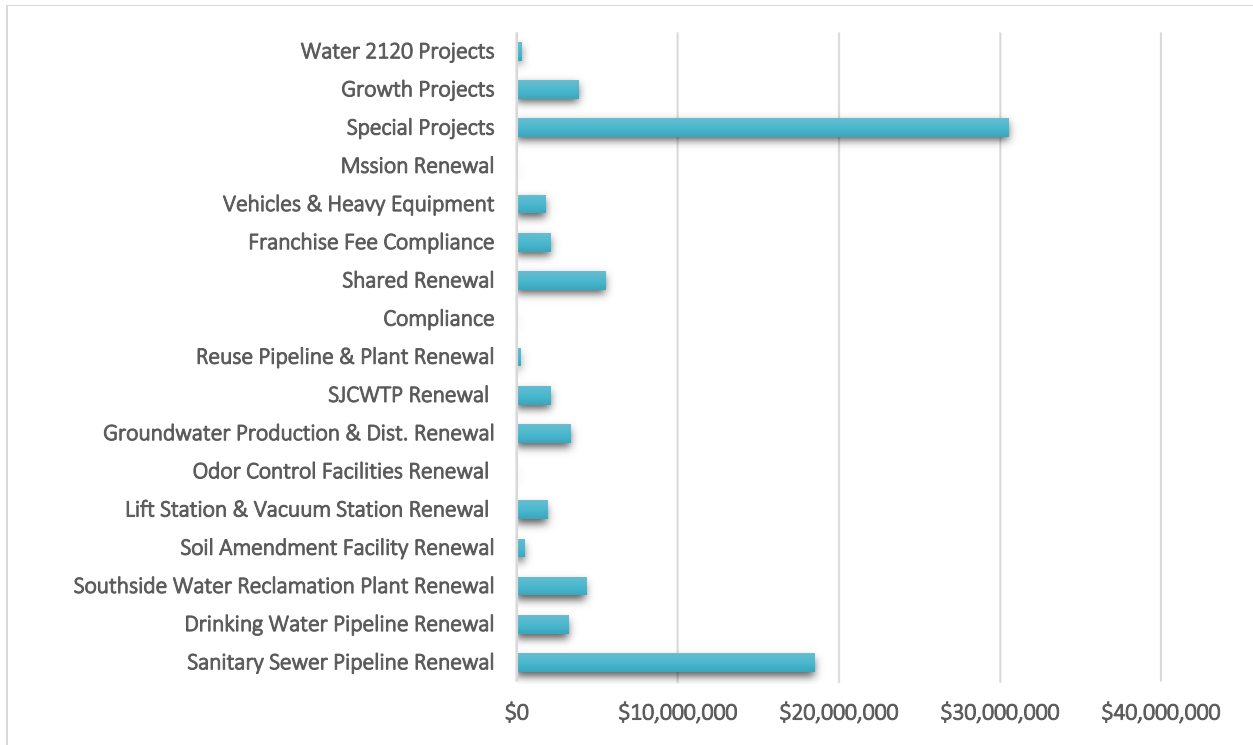 Water 2120 Projects
Growth Projects
Special Projects
Mssion Renewal
Vehicles & Heavy Equipment
Franchise Fee Compliance
Shared Renewal
Compliance
Reuse Pipeline & Plant Renewal
SJCWTP Renewal
Groundwater Production & Dist. Renewal
Odor Control Facilities Renewal
Lift Station & Vacuum Station Renewal
Soil Amendment Facility Renewal
Southside Water Reclamation Plant Renewal
Drinking Water Pipeline Renewal
Sanitary Sewer Pipeline Renewal
$0 $10,000,000 $20,000,000 $30,000,000 $40,000,000